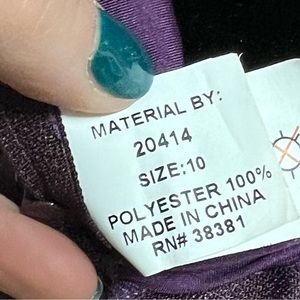 MATERIAL BY:
20414
SIZE:10
POLYESTER 100%
MADE IN CHINA
RN# 38381